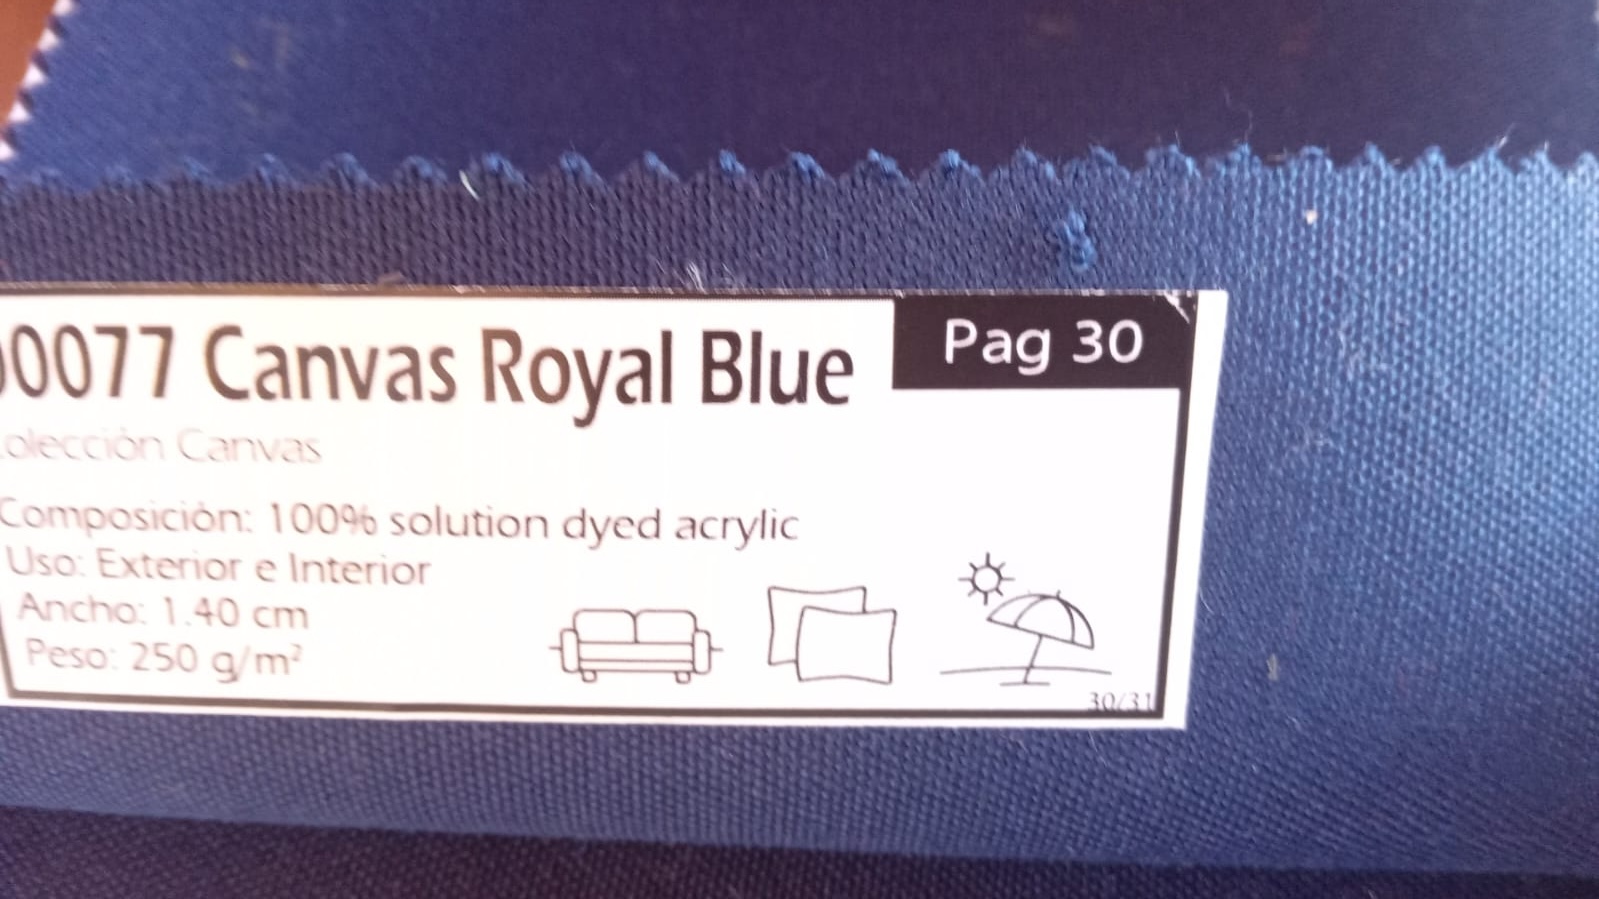 0077 Canvas Royal Blue
Pag 30
olección Canvas
Composición: 100% solution dyed acrylic
Uso: Exterior e Interior
Ancho: 1.40 cm
Peso: 250 g/m²
30/31